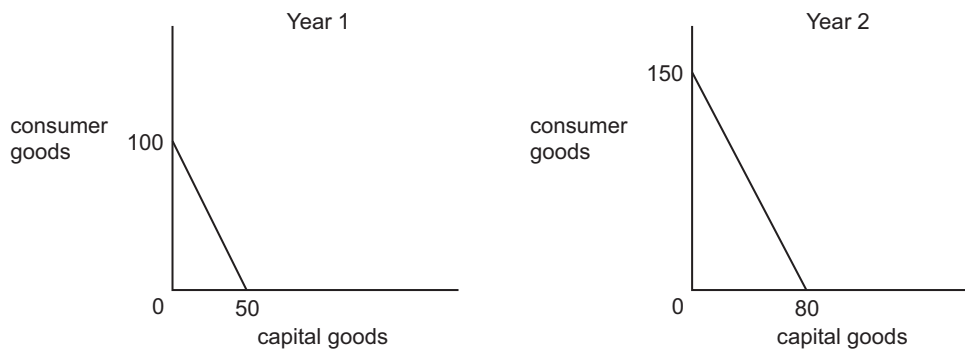 Year 1
consumer
goods
100
0
50
capital goods
Year 2
150
consumer
goods
0
80
capital goods